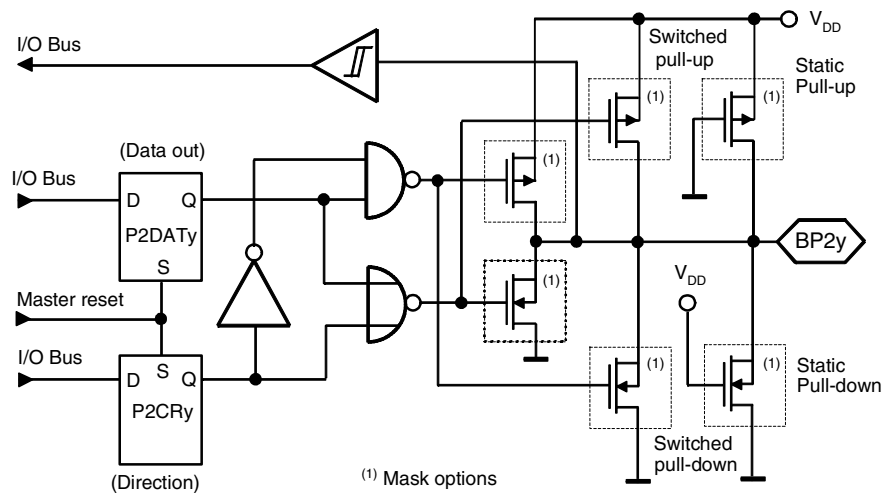 I/O Bus
Switched
pull-up
V_DD
Static
Pull-up
(1)
(1)
(Data out)
(1)
I/O Bus
D
Q
P2DATy
S
BP2y
(1)
V_DD
Master reset
I/O Bus
S
D
Q
P2CRy
(1)
(1)
Static
Pull-down
Switched
pull-down
(Direction)
(1) Mask options